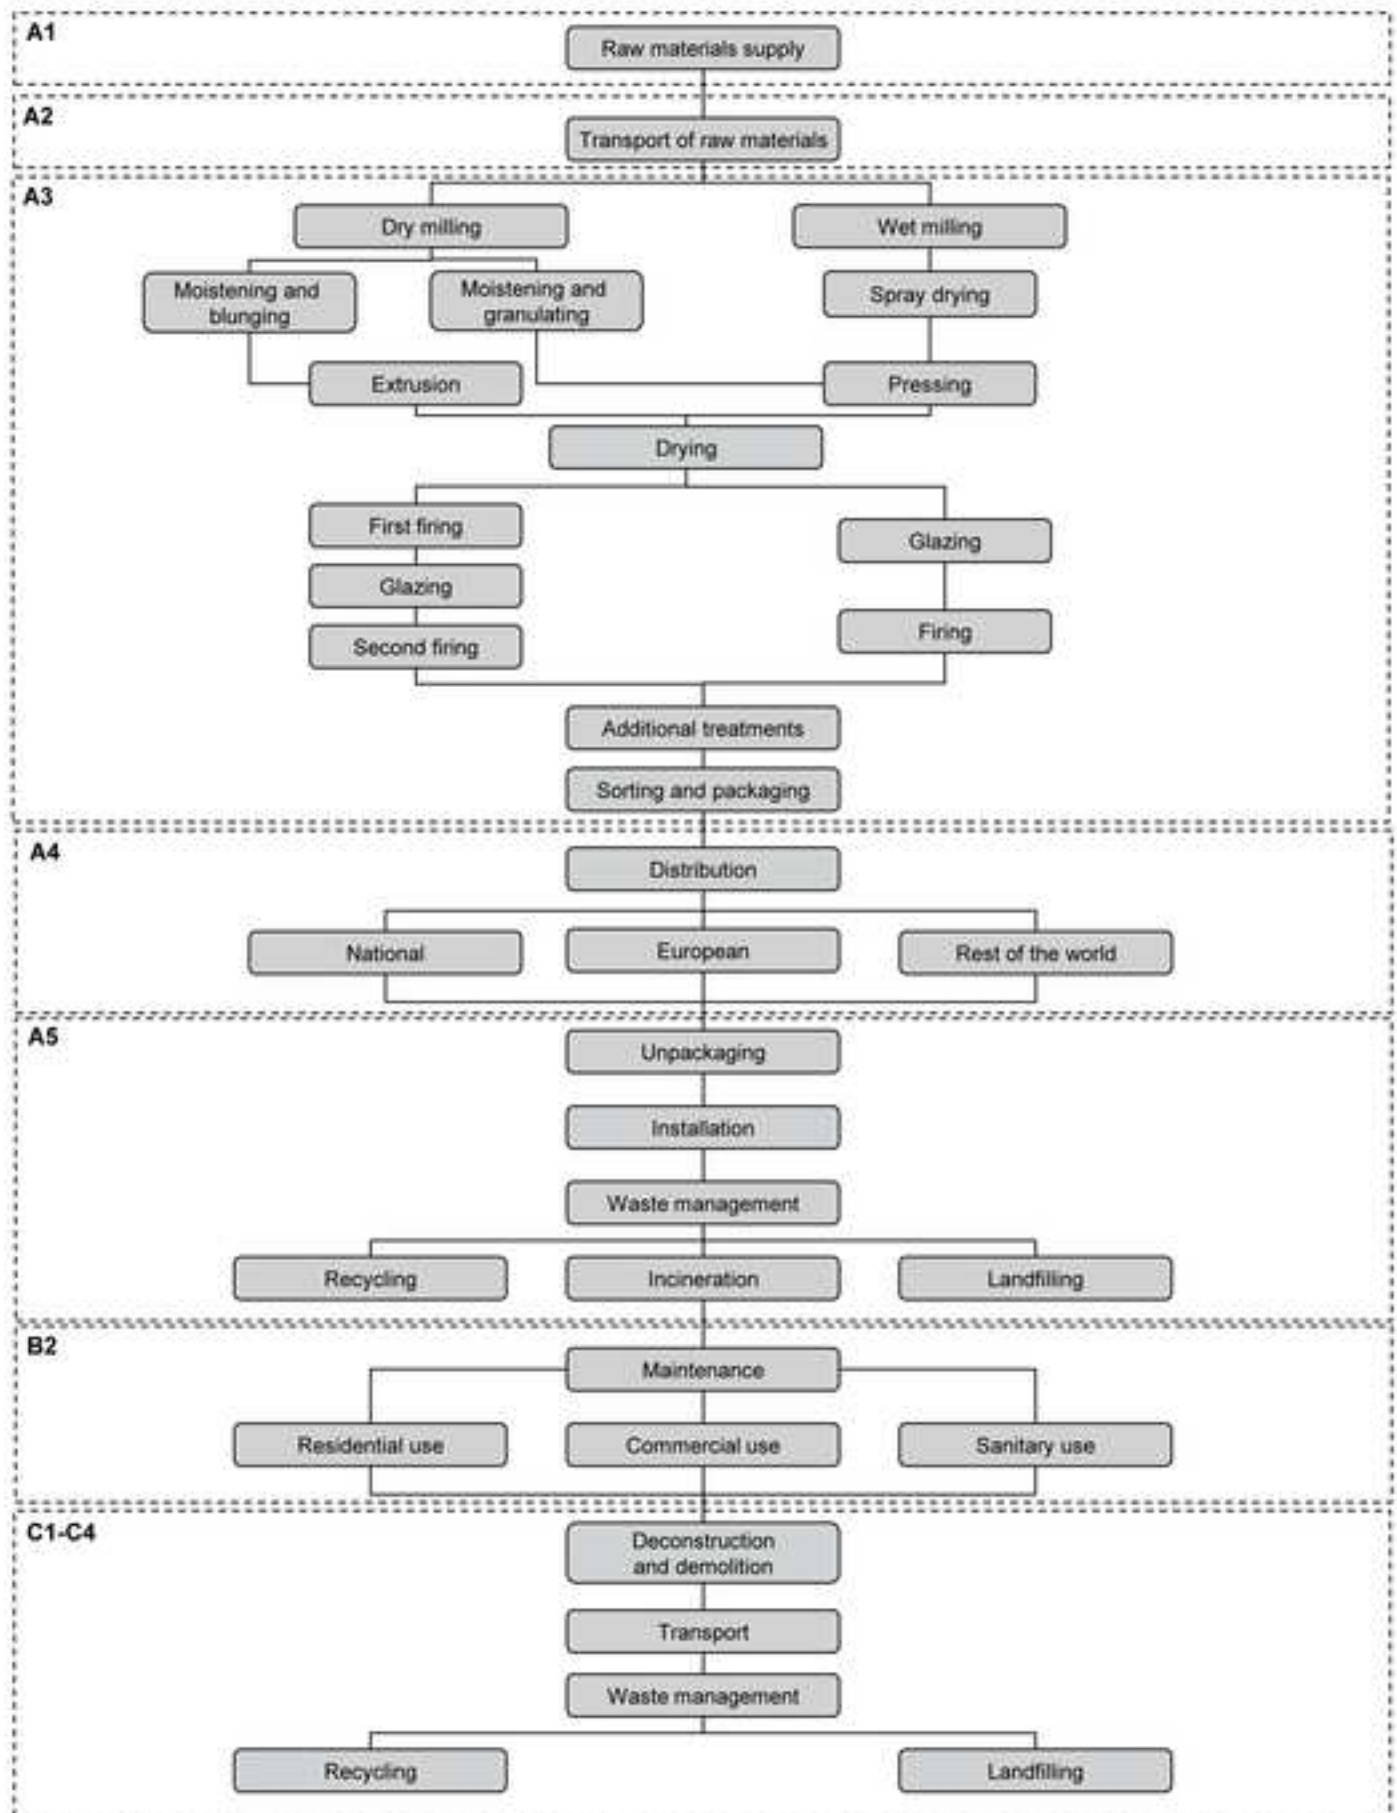 A1
Raw materials supply
A2
Transport of raw materials
A3
Dry milling
Wet milling
Moistening and
blunging
Moistening and
granulating
Spray drying
Extrusion
Pressing
Drying
First firing
Glazing
Glazing
Second firing
Firing
Additional treatments
Sorting and packaging
A4
Distribution
National
European
Rest of the world
A5
Unpackaging
Installation
Waste management
Recycling
Incineration
Landfilling
B2
Maintenance
Residential use
Commercial use
Sanitary use
C1-C4
Deconstruction
and demolition
Transport
Waste management
Recycling
Landfilling